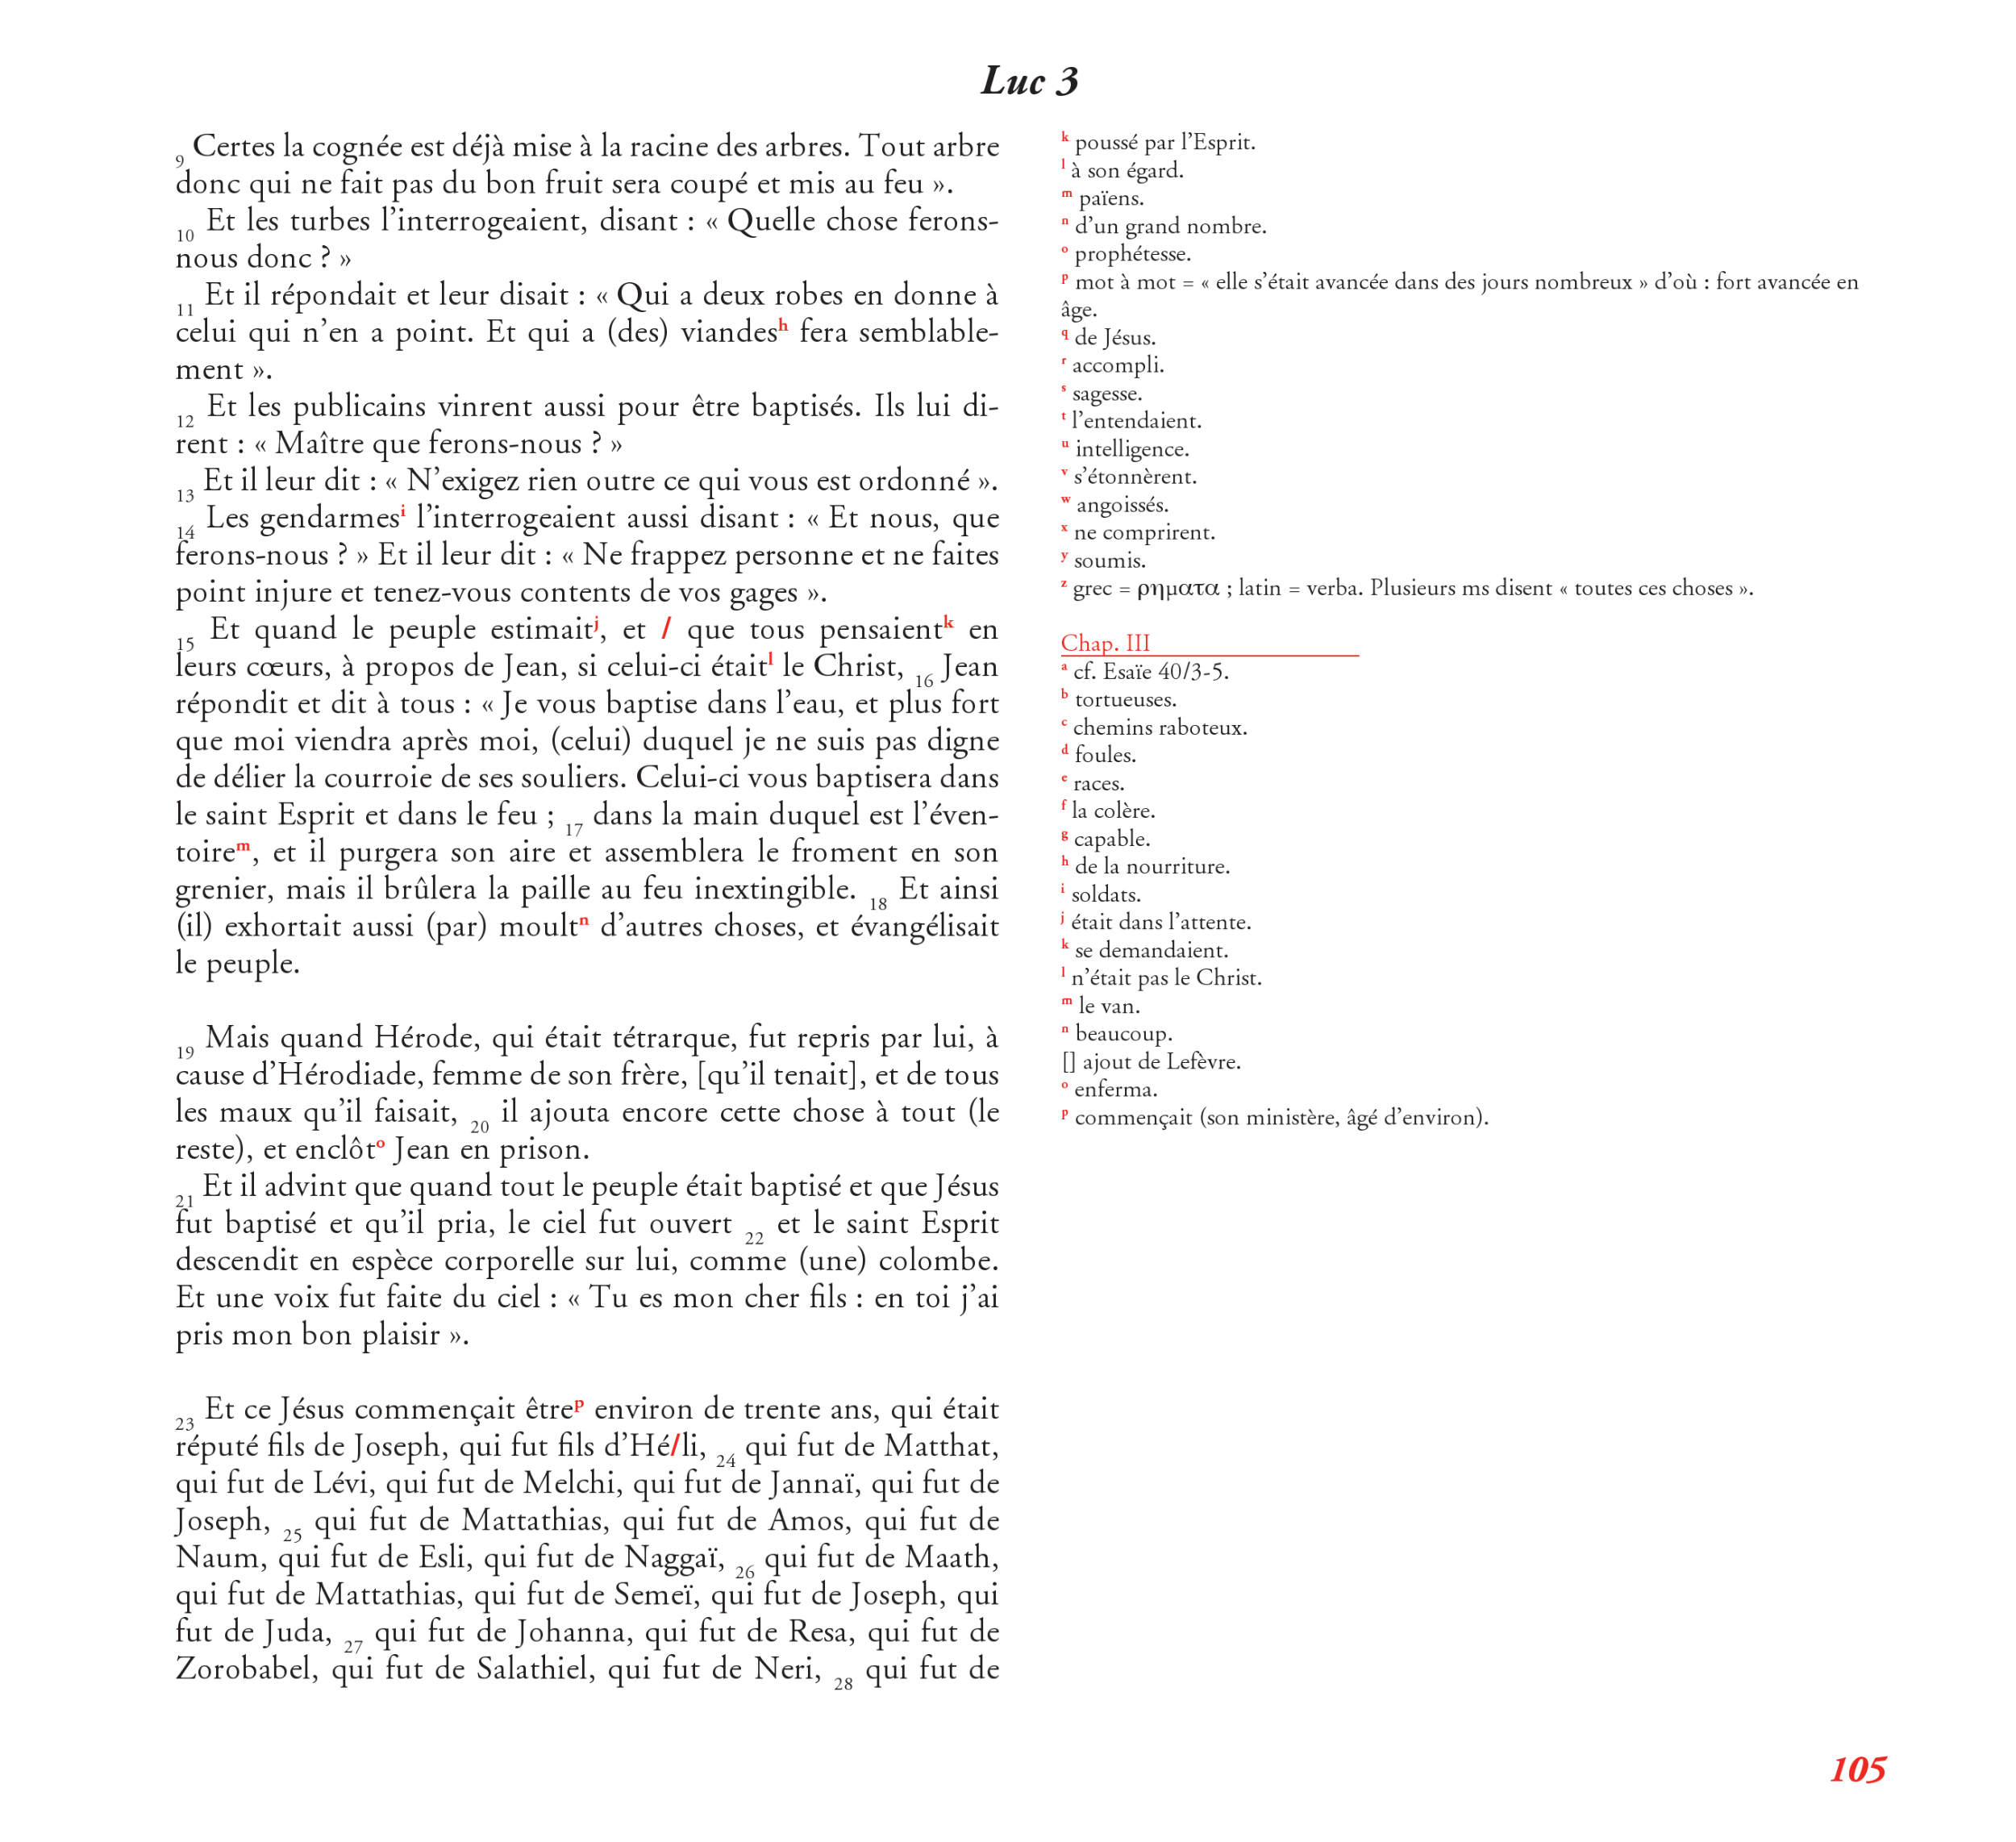 Luc 3
9 Certes la cognée est déjà mise à la racine des arbres. Tout arbre
donc qui ne fait pas du bon fruit sera coupé et mis au feu ».
10 Et les turbes l’interrogeaient, disant : « Quelle chose ferons-
nous donc ? »
11 Et il répondait et leur disait : « Qui a deux robes en donne à
celui qui n’en a point. Et qui a (des) viandesh fera semblable-
ment ».
12 Et les publicains vinrent aussi pour être baptisés. Ils lui di-
rent : « Maître que ferons-nous ? »
13 Et il leur dit : « N’exigez rien outre ce qui vous est ordonné ».
14 Les gendarmesi l’interrogeaient aussi disant : « Et nous, que
ferons-nous ? » Et il leur dit : « Ne frappez personne et ne faites
point injure et tenez-vous contents de vos gages ».
15 Et quand le peuple estimaitj, et / que tous pensaientk en
leurs cœurs, à propos de Jean, si celui-ci étaitl le Christ, 16 Jean
répondit et dit à tous : « Je vous baptise dans l’eau, et plus fort
que moi viendra après moi, (celui) duquel je ne suis pas digne
de délier la courroie de ses souliers. Celui-ci vous baptisera dans
le saint Esprit et dans le feu ; 17 dans la main duquel est l’éven-
toirem, et il purgera son aire et assemblera le froment en son
grenier, mais il brûlera la paille au feu inextingible. 18 Et ainsi
(il) exhortait aussi (par) moultn d’autres choses, et évangélisait
le peuple.
19 Mais quand Hérode, qui était tétrarque, fut repris par lui, à
cause d’Hérodiade, femme de son frère, [qu’il tenait], et de tous
les maux qu’il faisait, 20 il ajouta encore cette chose à tout (le
reste), et enclôto Jean en prison.
21 Et il advint que quand tout le peuple était baptisé et que Jésus
fut baptisé et qu’il pria, le ciel fut ouvert 22 et le saint Esprit
descendit en espèce corporelle sur lui, comme (une) colombe.
Et une voix fut faite du ciel : « Tu es mon cher fils : en toi j’ai
pris mon bon plaisir ».
23 Et ce Jésus commençait êtrep environ de trente ans, qui était
réputé fils de Joseph, qui fut fils d’Hé/li, 24 qui fut de Matthat,
qui fut de Lévi, qui fut de Melchi, qui fut de Jannaï, qui fut de
Joseph, 25 qui fut de Mattathias, qui fut de Amos, qui fut de
Naum, qui fut de Esli, qui fut de Naggaï, 26 qui fut de Maath,
qui fut de Mattathias, qui fut de Semeï, qui fut de Joseph, qui
fut de Juda, 27 qui fut de Johanna, qui fut de Resa, qui fut de
Zorobabel, qui fut de Salathiel, qui fut de Neri, 28 qui fut de
k poussé par l’Esprit.
l à son égard.
m païens.
n d’un grand nombre.
o prophétesse.
p mot à mot = « elle s’était avancée dans des jours nombreux » d’où : fort avancée en
âge.
q de Jésus.
r accompli.
s sagesse.
t l’entendaient.
u intelligence.
v s’étonnèrent.
w angoissés.
x ne comprirent.
y soumis.
z grec = ρηματα ; latin = verba. Plusieurs ms disent « toutes ces choses ».
Chap. III
a cf. Esaïe 40/3-5.
b tortueuses.
c chemins raboteux.
d foules.
e races.
f la colère.
g capable.
h de la nourriture.
i soldats.
j était dans l’attente.
k se demandaient.
l n’était pas le Christ.
m le van.
n beaucoup.
[] ajout de Lefèvre.
o enferma.
p commençait (son ministère, âgé d’environ).
105